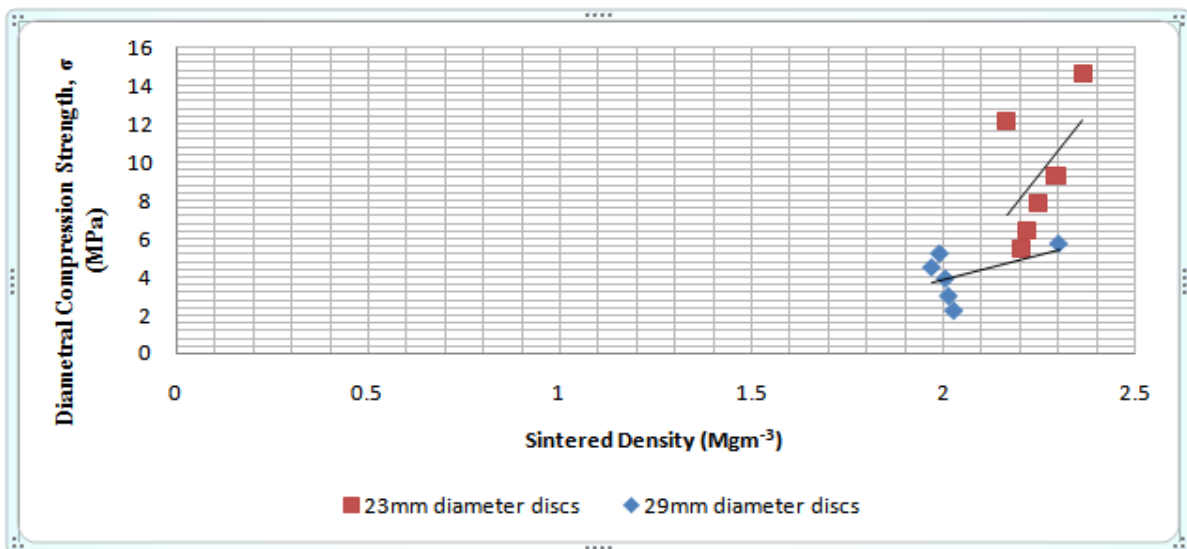 Diametral Compression Strength, σ
(MPa)
16
14
12
10
8
6
4
2
0
0 0.5 1 1.5 2 2.5
Sintered Density (Mgm⁻³)
23mm diameter discs 29mm diameter discs